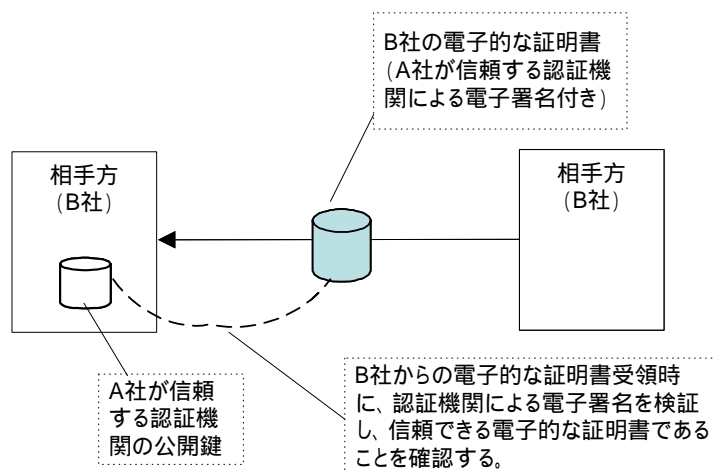 B社の電子的な証明書
(A社が信頼する認証機
関による電子署名付き)
相手方
(B社)
相手方
(B社)
A社が信頼
する認証機
関の公開鍵
B社からの電子的な証明書受領時
に、認証機関による電子署名を検証
し、信頼できる電子的な証明書である
ことを確認する。